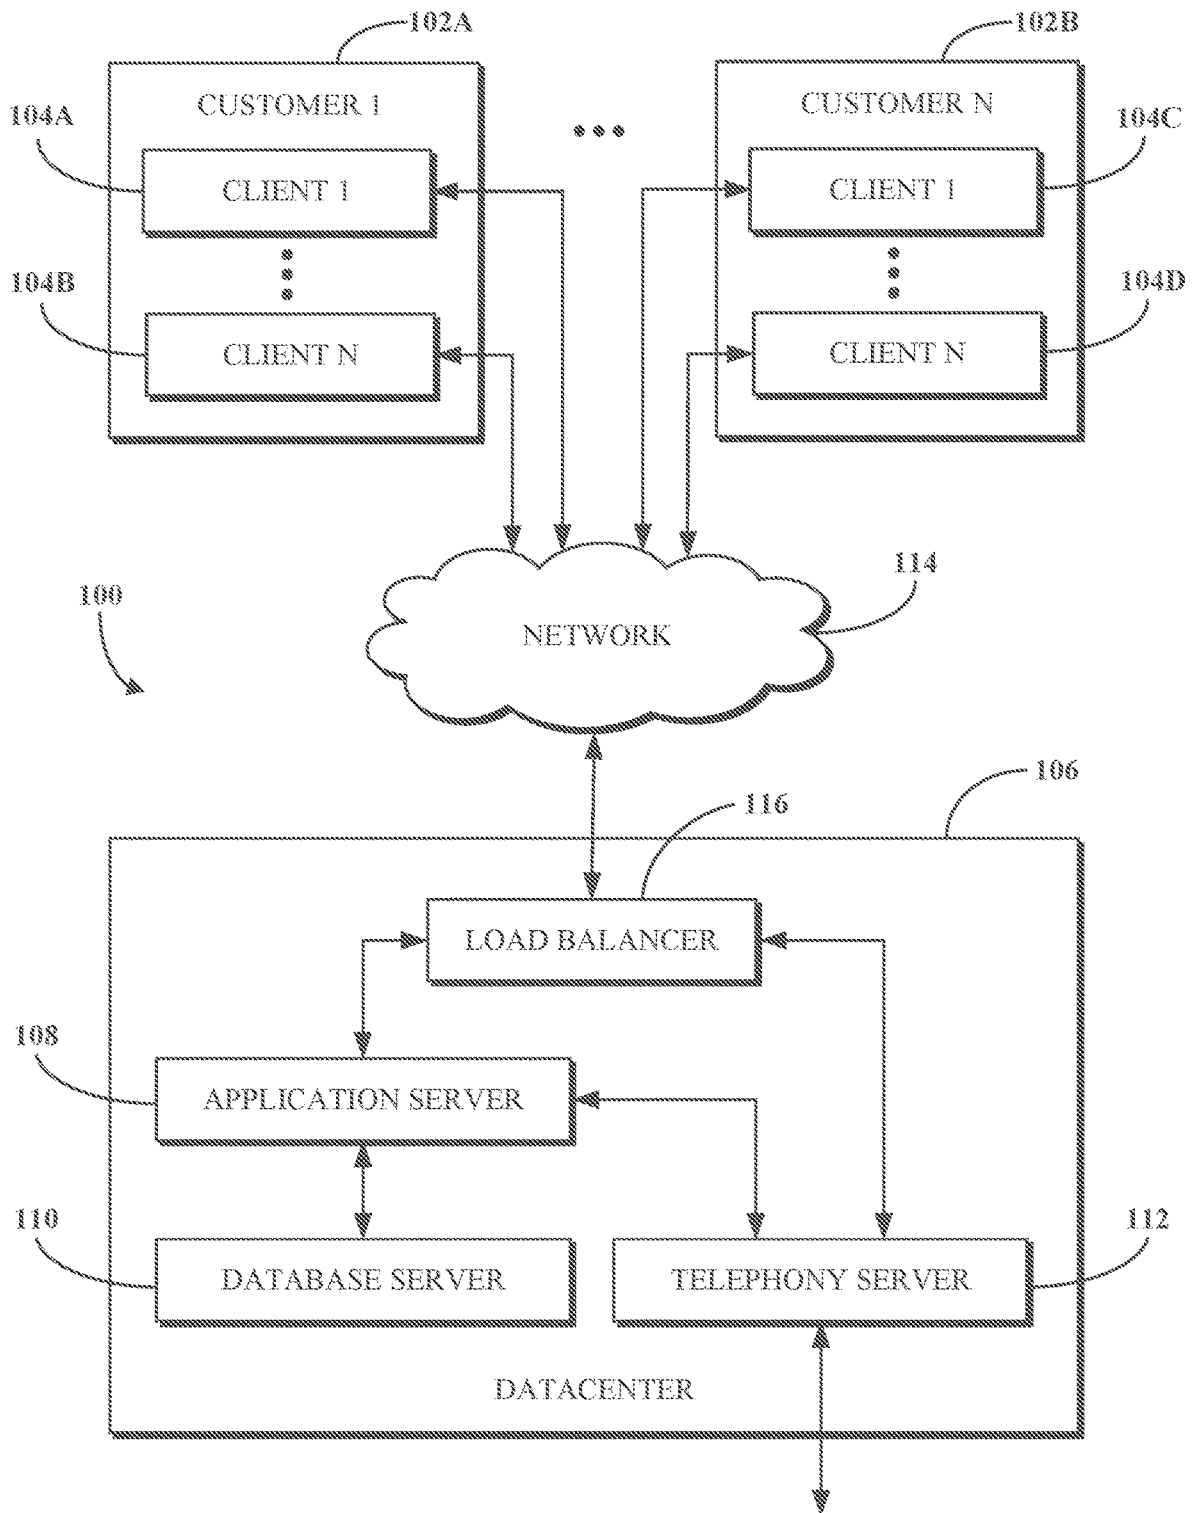 102A
102B
CUSTOMER 1
CUSTOMER N
104A
104C
CLIENT 1
CLIENT 1
104B
104D
CLIENT N
CLIENT N
114
100
NETWORK
106
116
LOAD BALANCER
108
APPLICATION SERVER
110
112
DATABASE SERVER
TELEPHONY SERVER
DATACENTER